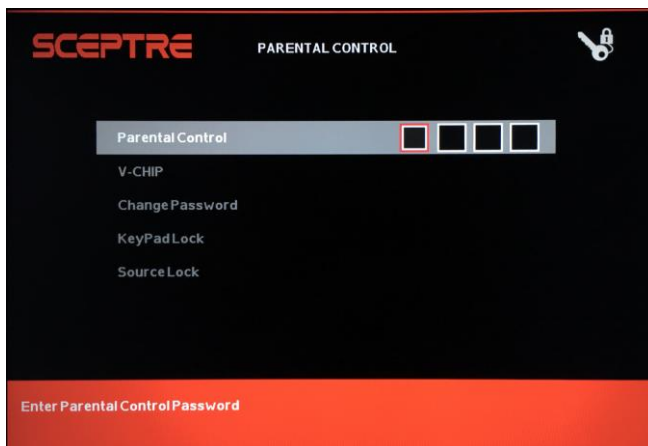 SCEPTRE
PARENTAL CONTROL
Parental Control
V-CHIP
Change Password
KeyPad Lock
Source Lock
Enter Parental Control Password